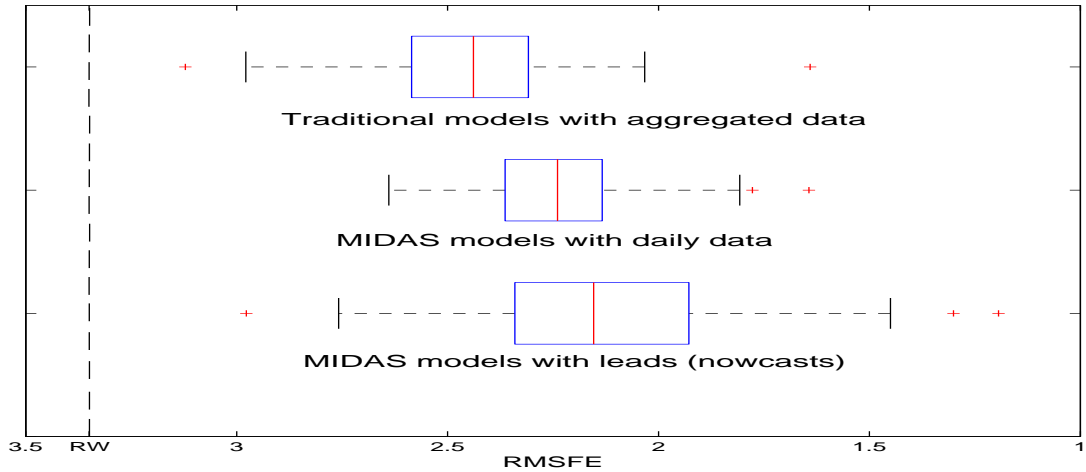 Traditional models with aggregated data
MIDAS models with daily data
MIDAS models with leads (nowcasts)
3.5 RW 3 2.5 2 1.5 1
RMSFE